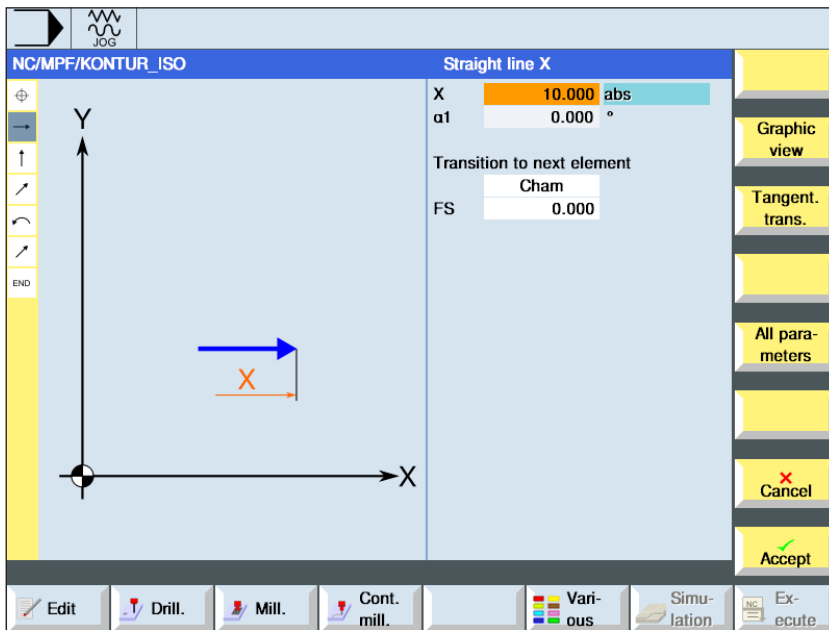 JOG
NC/MPF/KONTUR_ISO
Straight line X
X 10.000 abs
α1 0.000 °
Transition to next element
Cham
FS 0.000
END
Y
X
X
Graphic
view
Tangent.
trans.
All para-
meters
Cancel
Accept
Edit
Drill.
Mill.
Cont.
mill.
Vari-
ous
Simu-
lation
NC
Ex-
ecute